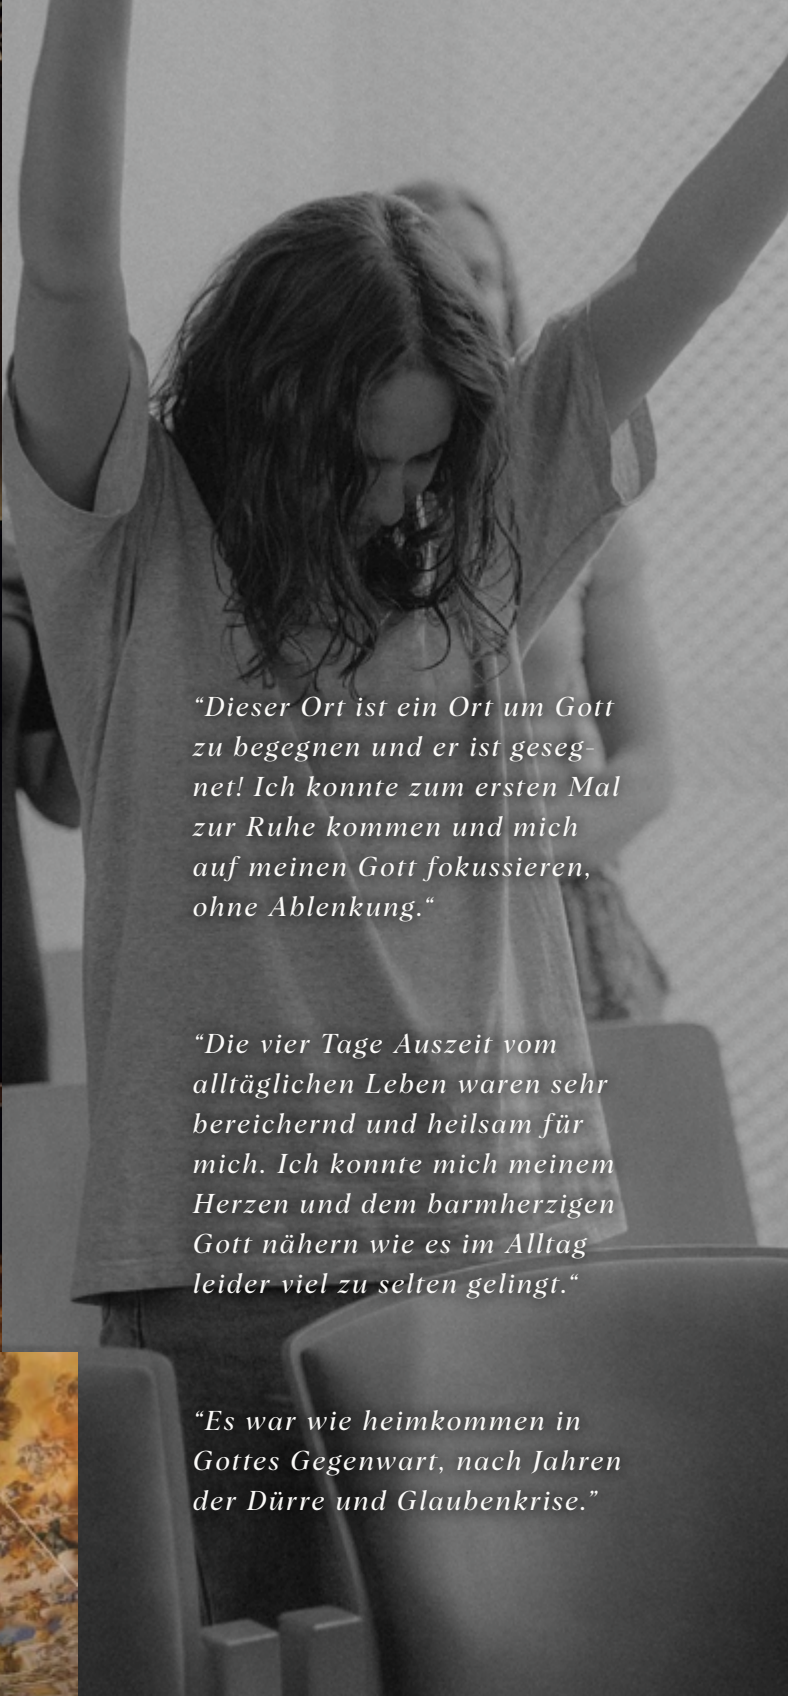 “Dieser Ort ist ein Ort um Gott
zu begegnen und er ist geseg-
net! Ich konnte zum ersten Mal
zur Ruhe kommen und mich
auf meinen Gott fokussieren,
ohne Ablenkung.“
“Die vier Tage Auszeit vom
alltäglichen Leben waren sehr
bereichernd und heilsam für
mich. Ich konnte mich meinem
Herzen und dem barmherzigen
Gott nähern wie es im Alltag
leider viel zu selten gelingt.“
“Es war wie heimkommen in
Gottes Gegenwart, nach Jahren
der Dürre und Glaubenkrise.”